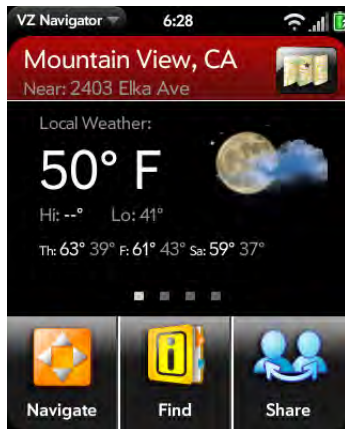 VZ Navigator 6:28
Mountain View, CA
Near: 2403 Elka Ave
Local Weather:
50° F
Hi: --° Lo: 41°
Th: 63° 39° F: 61° 43° Sa: 59° 37°
Navigate Find Share